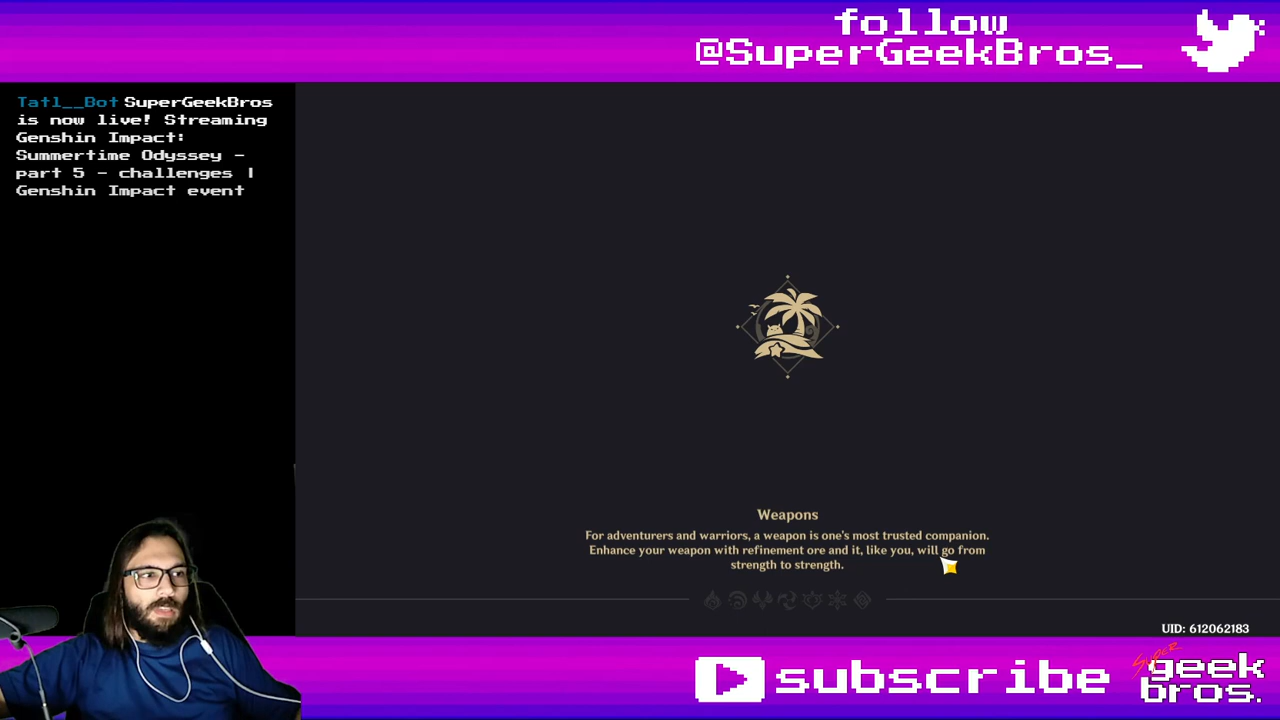 follow
@SuperGeekBros_
Tatl__Bot SuperGeekBros
is now live! Streaming
Genshin Impact:
Summertime Odyssey -
part 5 - challenges |
Genshin Impact event
Weapons
For adventurers and warriors, a weapon is one's most trusted companion.
Enhance your weapon with refinement ore and it, like you, will go from
strength to strength.
UID: 612062183
subscribe
SUPER
geek
bros.